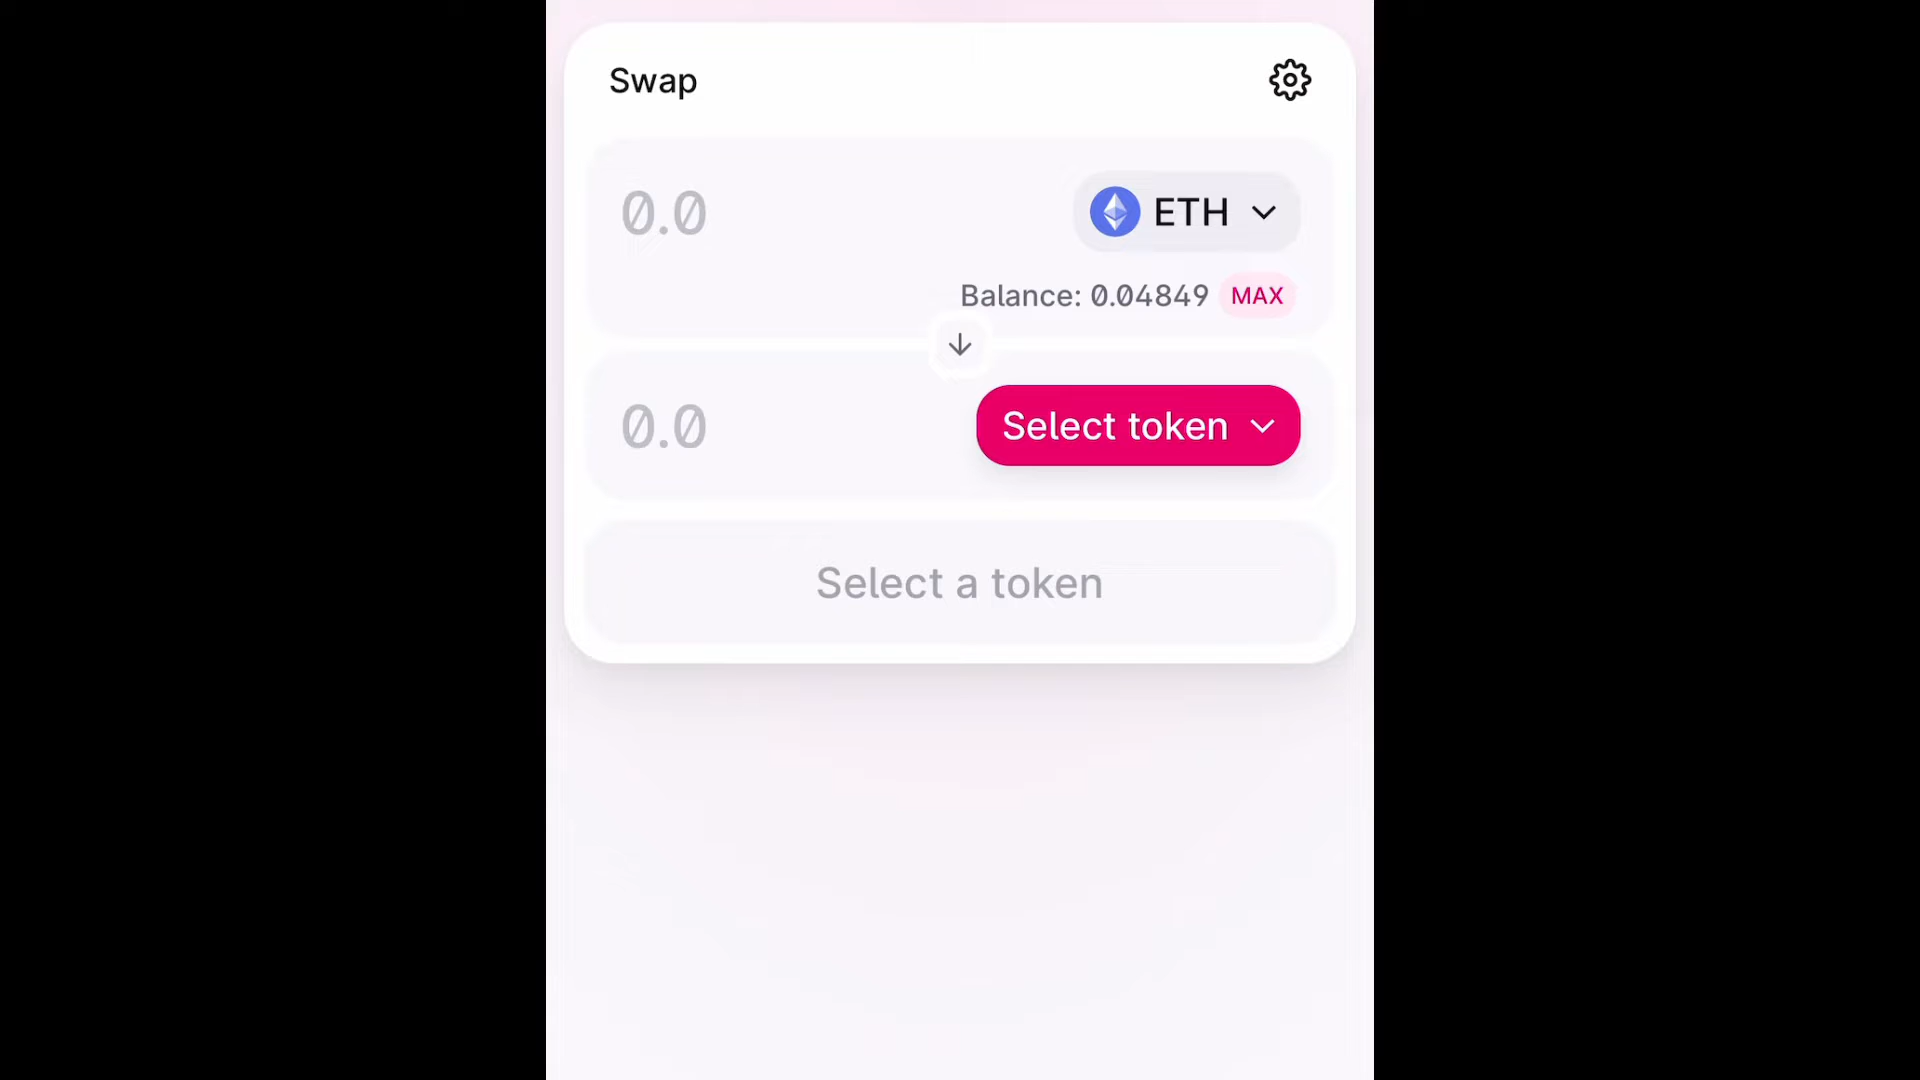 Swap
0.0
ETH
Balance: 0.04849 MAX
0.0
Select token
Select a token